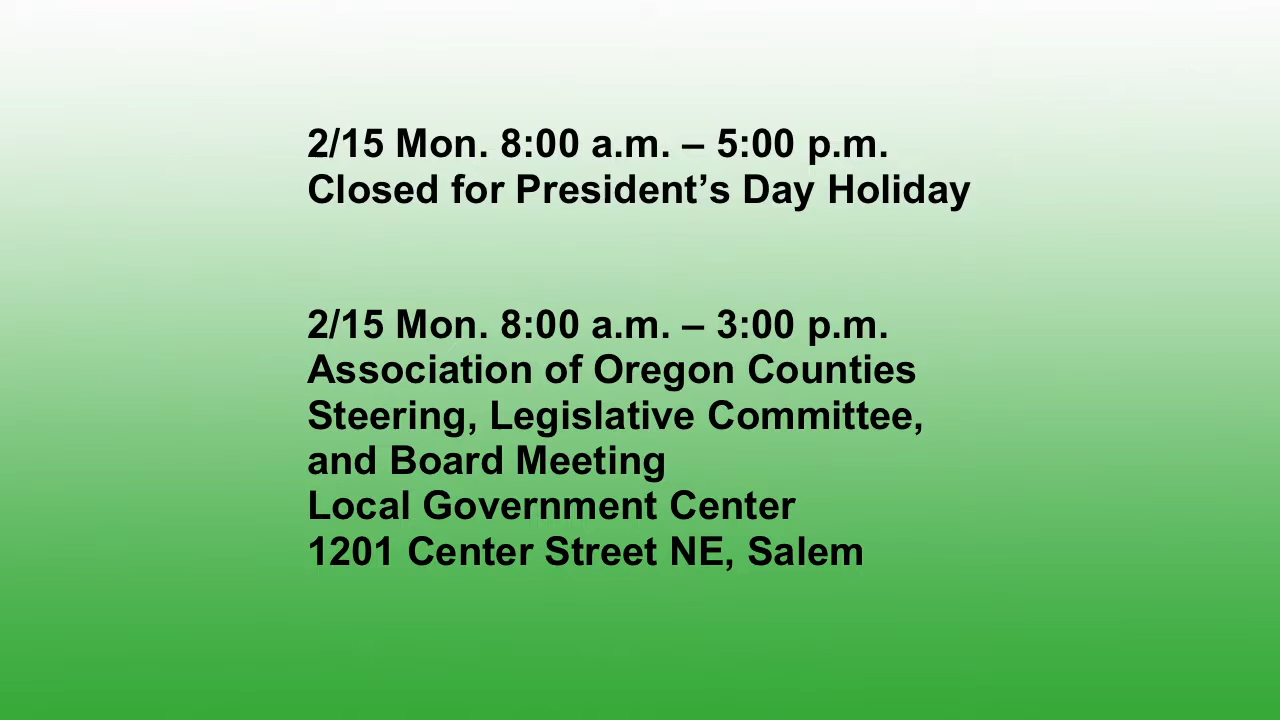 2/15 Mon. 8:00 a.m. – 5:00 p.m.
Closed for President’s Day Holiday
2/15 Mon. 8:00 a.m. – 3:00 p.m.
Association of Oregon Counties
Steering, Legislative Committee,
and Board Meeting
Local Government Center
1201 Center Street NE, Salem